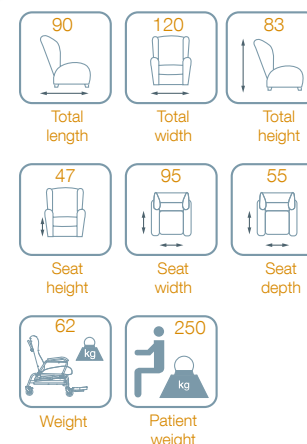 90
120
83
Total
length
Total
width
Total
height
47
95
55
Seat
height
Seat
width
Seat
depth
62
kg
250
kg
Weight
Patient
weight